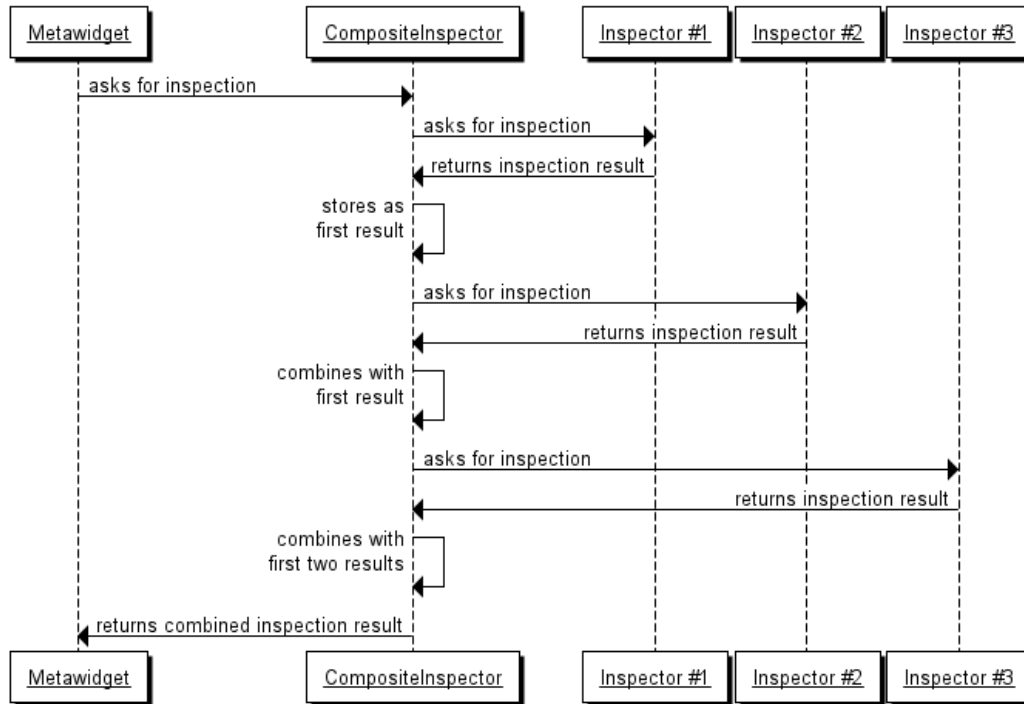 Metawidget
CompositeInspector
Inspector #1
Inspector #2
Inspector #3
asks for inspection
asks for inspection
returns inspection result
stores as
first result
asks for inspection
returns inspection result
combines with
first result
asks for inspection
returns inspection result
combines with
first two results
returns combined inspection result
Metawidget
CompositeInspector
Inspector #1
Inspector #2
Inspector #3